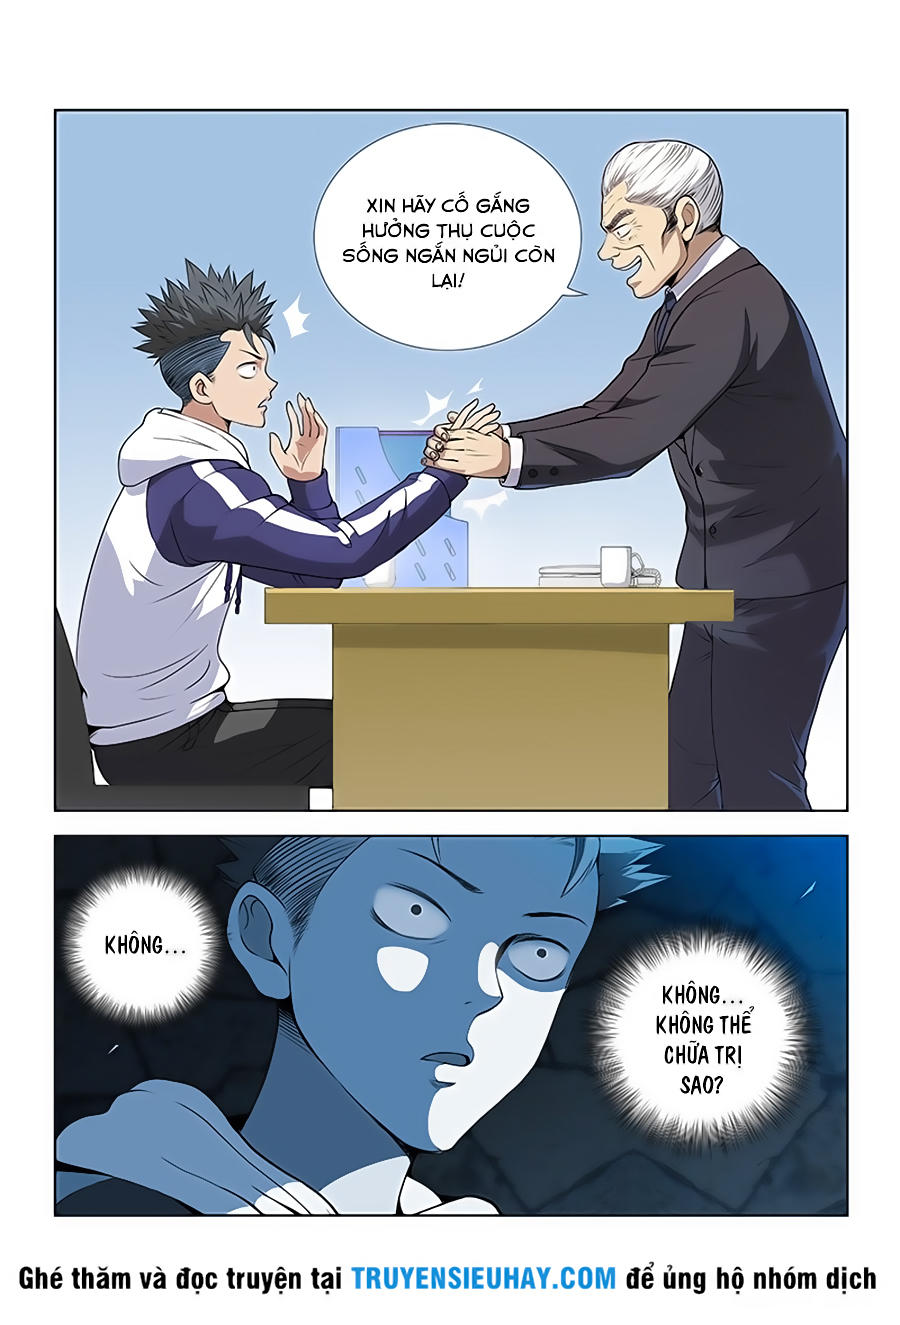 XIN HÃY CỐ GẮNG
HƯỞNG THỤ CUỘC
SỐNG NGẮN NGỦI CÒN
LẠI!
KHÔNG...
KHÔNG...
KHÔNG THỂ
CHỮA TRỊ
SAO?
Ghé thăm và đọc truyện tại TRUYENSIEUHAY.COM để ủng hộ nhóm dịch